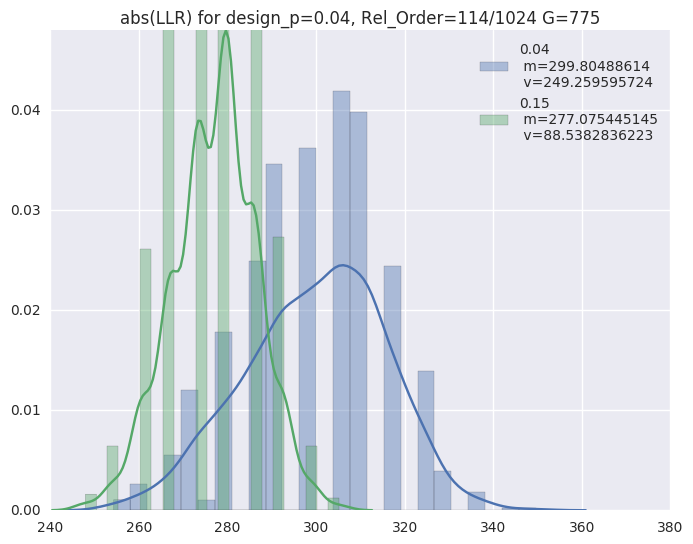 abs(LLR) for design_p=0.04, Rel_Order=114/1024 G=775
0.04
m=299.80488614
v=249.259595724
0.15
m=277.075445145
v=88.5382836223
0.04
0.03
0.02
0.01
0.00
240 260 280 300 320 340 360 380